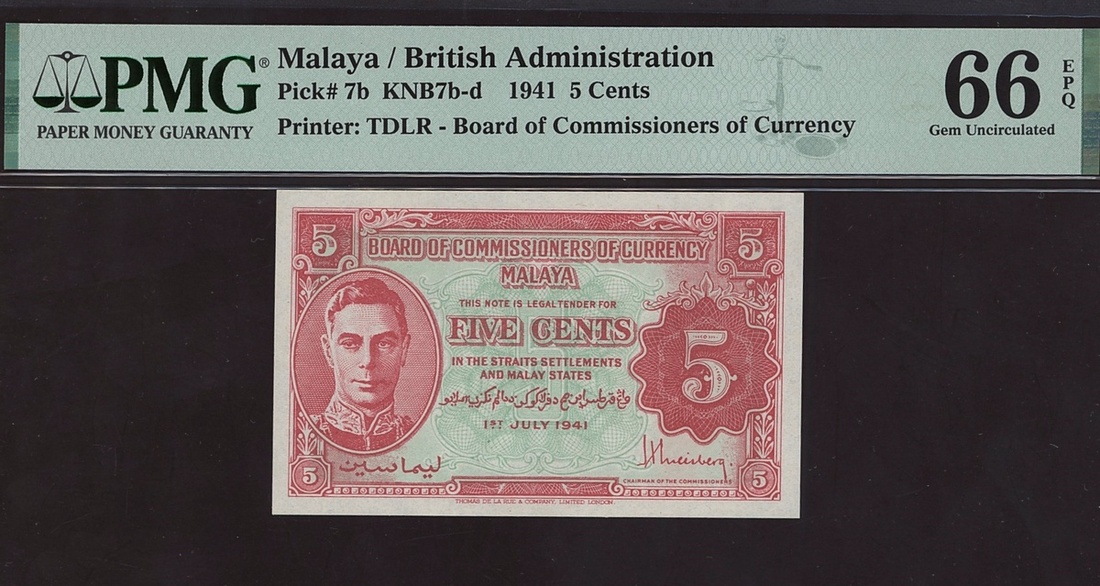 PMG®
PAPER MONEY GUARANTY
Malaya / British Administration
Pick# 7b KNB7b-d 1941 5 Cents
Printer: TDLR - Board of Commissioners of Currency
66
EPQ
Gem Uncirculated
5
5
BOARD OF COMMISSIONERS OF CURRENCY
MALAYA
THIS NOTE IS LEGAL TENDER FOR
FIVE CENTS
5
IN THE STRAITS SETTLEMENTS
AND MALAY STATES
1ST JULY 1941
5
ليماسين
CHAIRMAN OF THE COMMISSIONERS
5
THOMAS DE LA RUE & COMPANY, LIMITED, LONDON